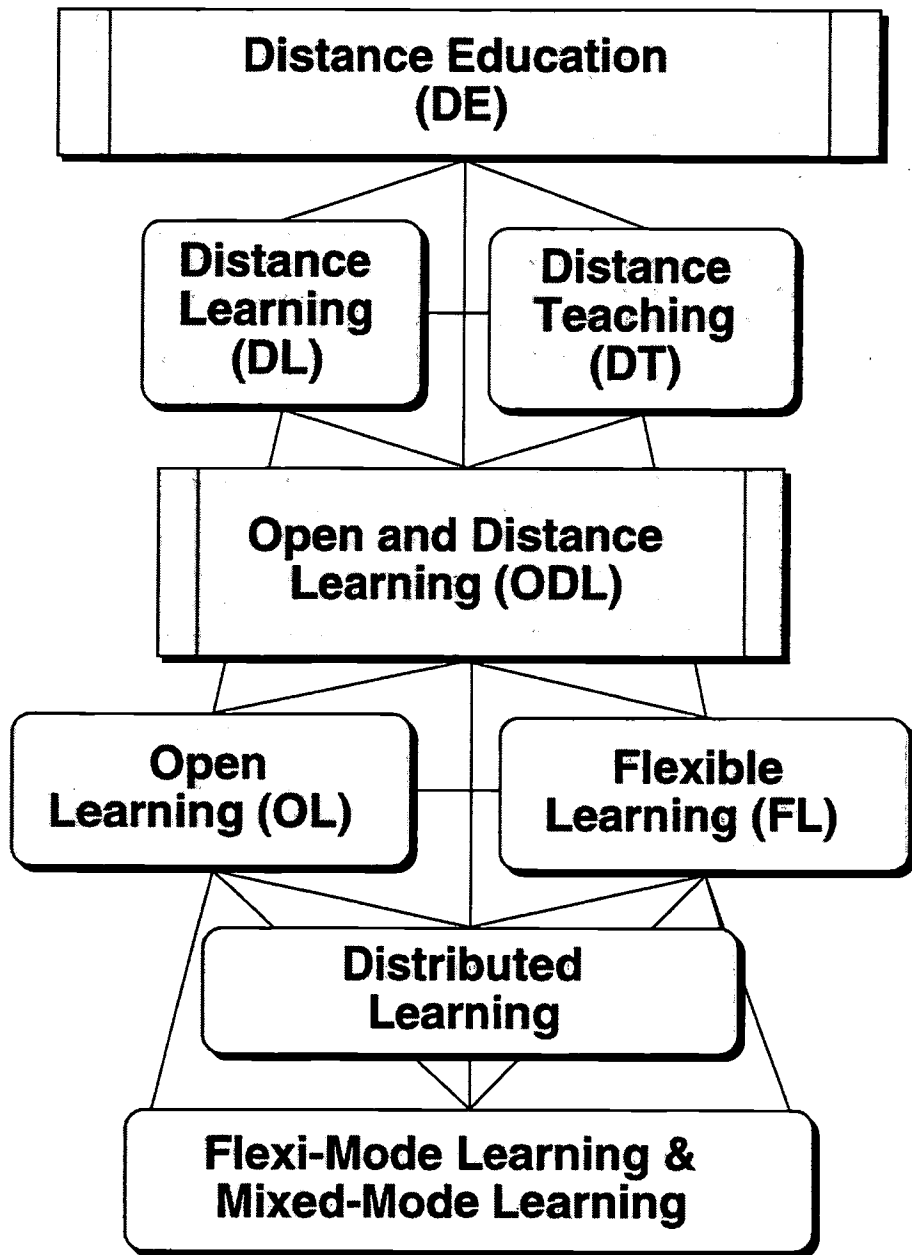 Distance Education
(DE)
Distance
Learning
(DL)
Distance
Teaching
(DT)
Open and Distance
Learning (ODL)
Open
Learning (OL)
Flexible
Learning (FL)
Distributed
Learning
Flexi-Mode Learning &
Mixed-Mode Learning